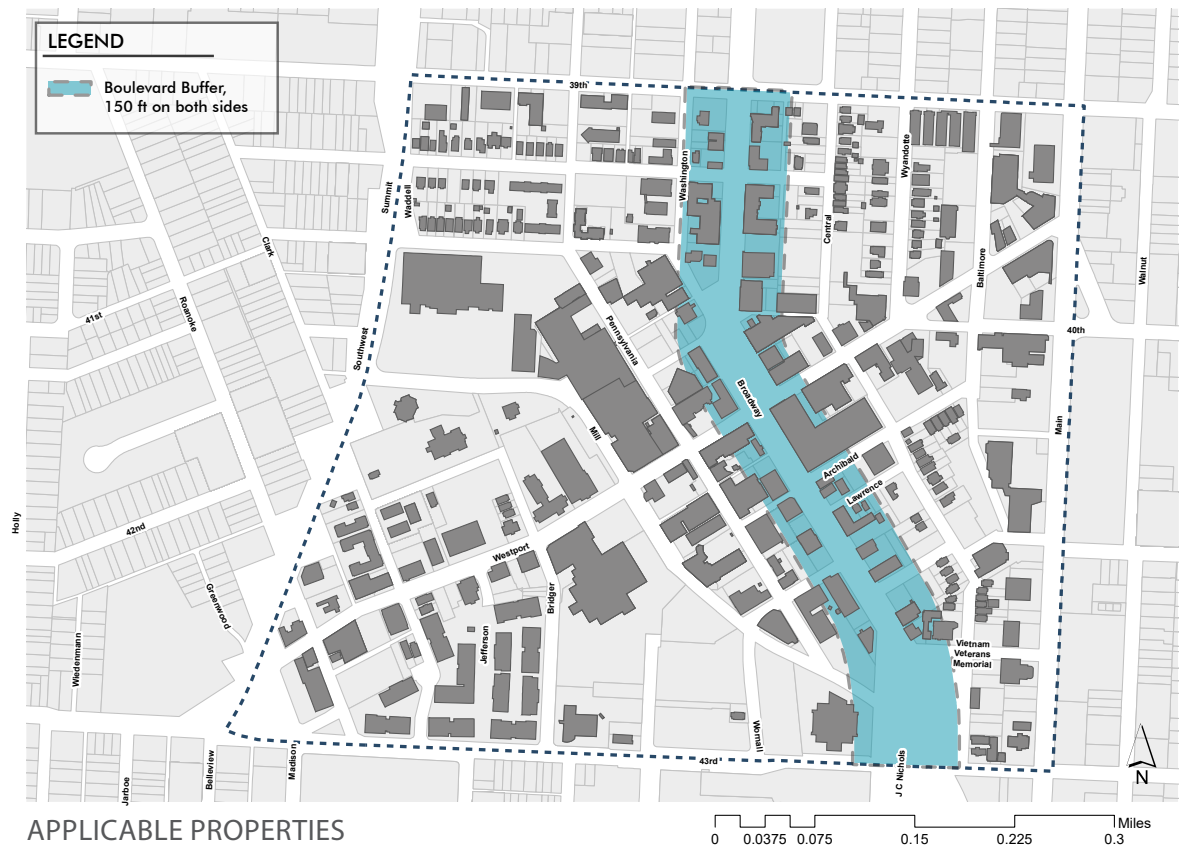 LEGEND
Boulevard Buffer,
150 ft on both sides
39th
Summit
Waddell
Washington
Central
Wyandotte
Baltimore
Walnut
Clark
41st
Roanoke
Southwest
Pennsylvania
40th
Broadway
Main
Mill
Archibald
Lawrence
Holly
42nd
Westport
Greenwood
Bridger
Jefferson
Wiedenmann
Vietnam
Veterans
Memorial
Wornall
43rd
J C Nichols
Madison
Belleview
Jarboe
N
APPLICABLE PROPERTIES
Miles
0 0.0375 0.075 0.15 0.225 0.3